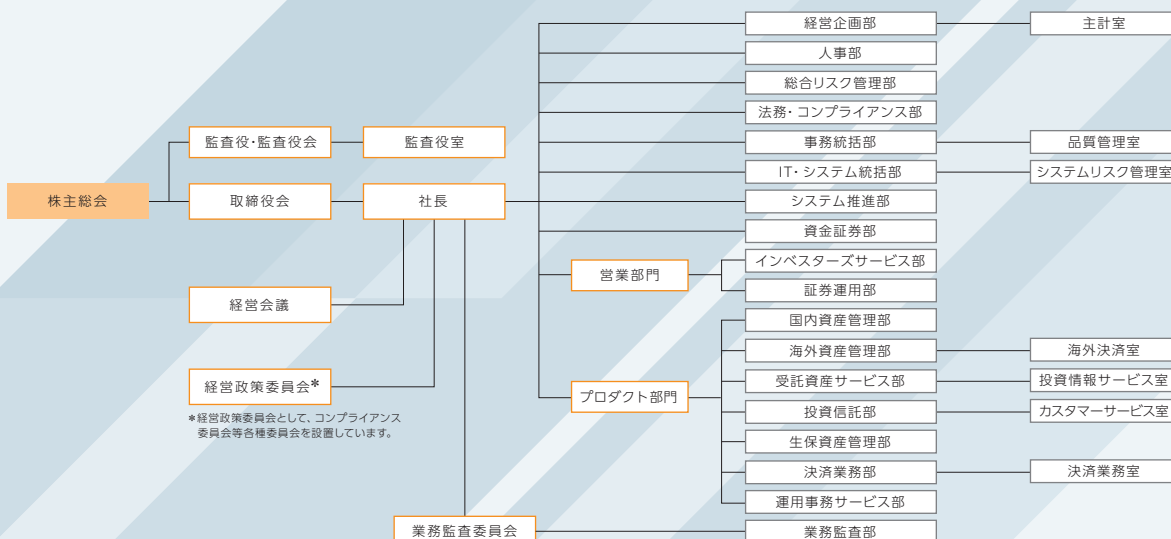 経営企画部
主計室
人事部
総合リスク管理部
法務・コンプライアンス部
監査役・監査役会
監査役室
事務統括部
品質管理室
IT・システム統括部
システムリスク管理室
株主総会
取締役会
社長
システム推進部
資金証券部
営業部門
インベスターズサービス部
証券運用部
経営会議
国内資産管理部
海外資産管理部
海外決済室
経営政策委員会*
プロダクト部門
受託資産サービス部
投資情報サービス室
投資信託部
カスタマーサービス室
*経営政策委員会として、コンプライアンス
委員会等各種委員会を設置しています。
生保資産管理部
決済業務部
決済業務室
運用事務サービス部
業務監査委員会
業務監査部